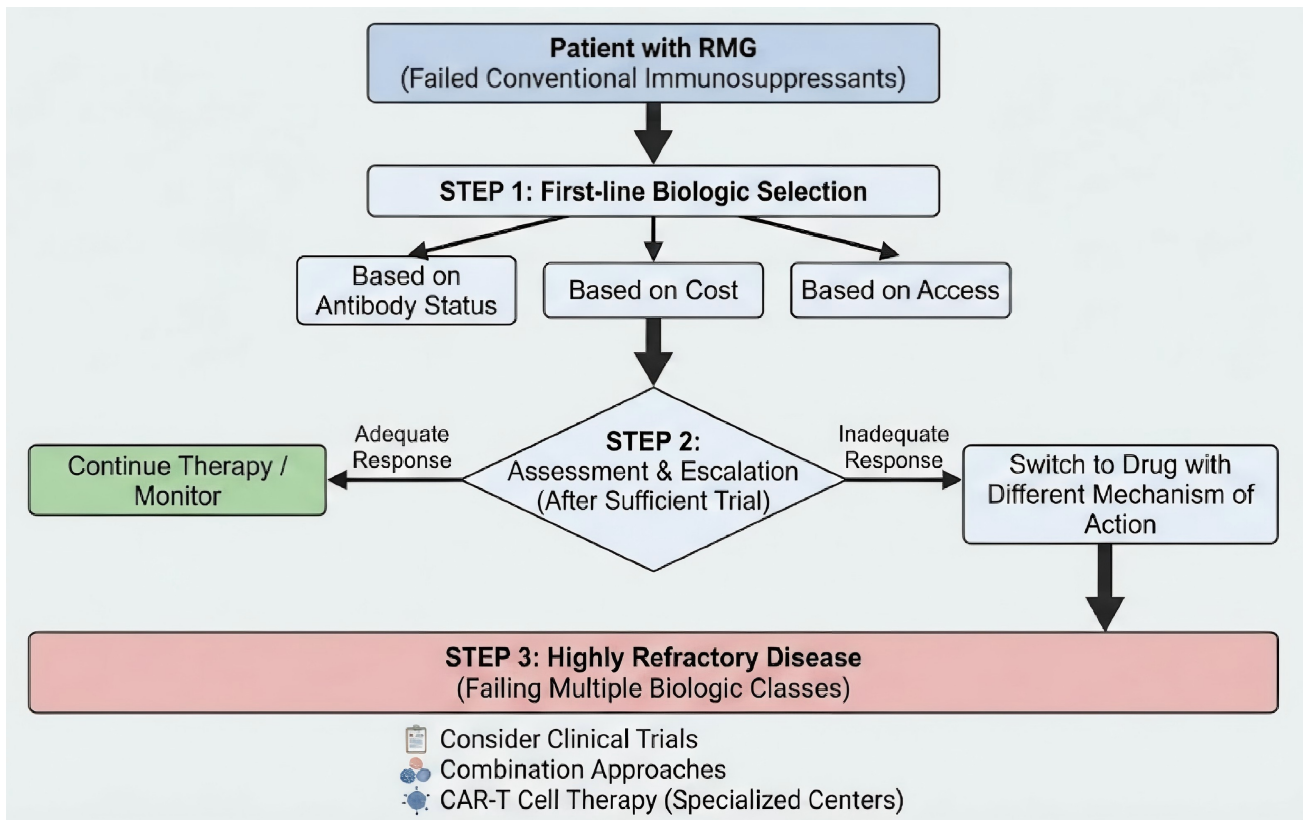 Patient with RMG
(Failed Conventional Immunosuppressants)
STEP 1: First-line Biologic Selection
Based on
Antibody Status
Based on Cost
Based on Access
Adequate
Response
STEP 2:
Assessment & Escalation
(After Sufficient Trial)
Inadequate
Response
Continue Therapy /
Monitor
Switch to Drug with
Different Mechanism of
Action
STEP 3: Highly Refractory Disease
(Failing Multiple Biologic Classes)
Consider Clinical Trials
Combination Approaches
CAR-T Cell Therapy (Specialized Centers)